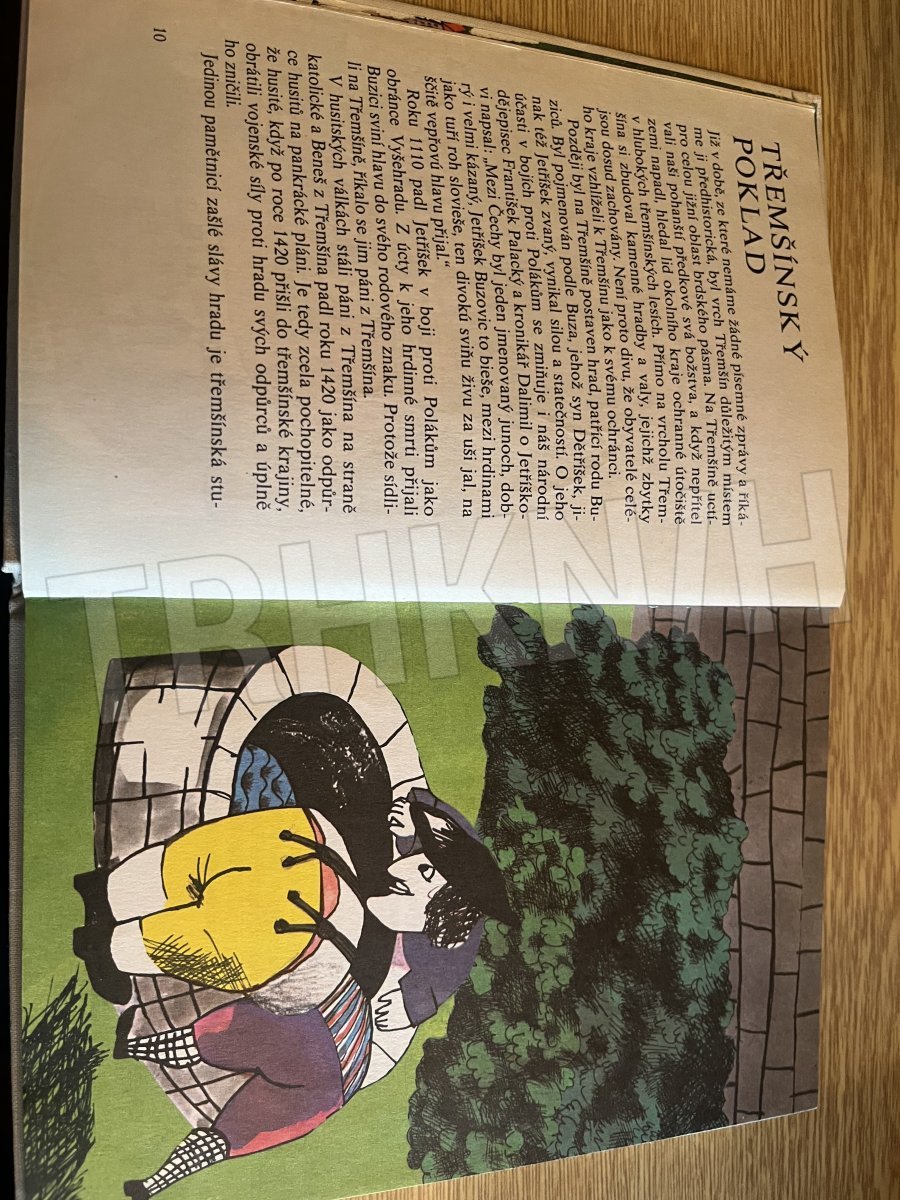 TŘEMŠÍNSKÝ
POKLAD
Již v době, ze které nemáme žádné písemné zprávy a říká-
me jí předhistorická, byl vrch Třemšín důležitým místem
pro celou jižní oblast brdského pásma. Na Třemšíně uctí-
vali naši pohanští předkové svá božstva, a když nepřítel
zemi napadl, hledal lid okolního kraje ochranné útočiště
v hlubokých třemšínských lesích. Přímo na vrcholu Třem-
šína si zbudoval kamenné hradby a valy, jejichž zbytky
jsou dosud zachovány. Není proto divu, že obyvatelé celé-
ho kraje vzhlíželi k Třemšínu jako k svému ochránci.
Později byl na Třemšíně postaven hrad, patřící rodu Bu-
ziců. Byl pojmenován podle Buza, jehož syn Dětříšek, ji-
nak též Jetříšek zvaný, vynikal silou a statečností. O jeho
účasti v bojích proti Polákům se zmiňuje i náš národní
dějepisec František Palacký a kronikář Dalimil o Jetříško-
vi napsal: „Mezi Čechy byl jeden jmenovaný junoch, dob-
rý i velmi kázaný, Jetříšek Buzovic to bieše, mezi hrdinami
jako tuří roh slovieše, ten divokú sviňu živu za uši jal, na
ščítě vepřovú hlavu přijal.“
Roku 1110 padl Jetříšek v boji proti Polákům jako
obránce Vyšehradu. Z úcty k jeho hrdinné smrti přijali
Buzici sviní hlavu do svého rodového znaku. Protože sídli-
li na Třemšíně, říkalo se jim páni z Třemšína.
V husitských válkách stáli páni z Třemšína na straně
katolické a Beneš z Třemšína padl roku 1420 jako odpůr-
ce husitů na pankrácké pláni. Je tedy zcela pochopitelné,
že husité, když po roce 1420 přišli do třemšínské krajiny,
obrátili vojenské síly proti hradu svých odpůrců a úplně
ho zničili.
Jedinou pamětnicí zašlé slávy hradu je třemšínská stu-
10
TRHKNIH